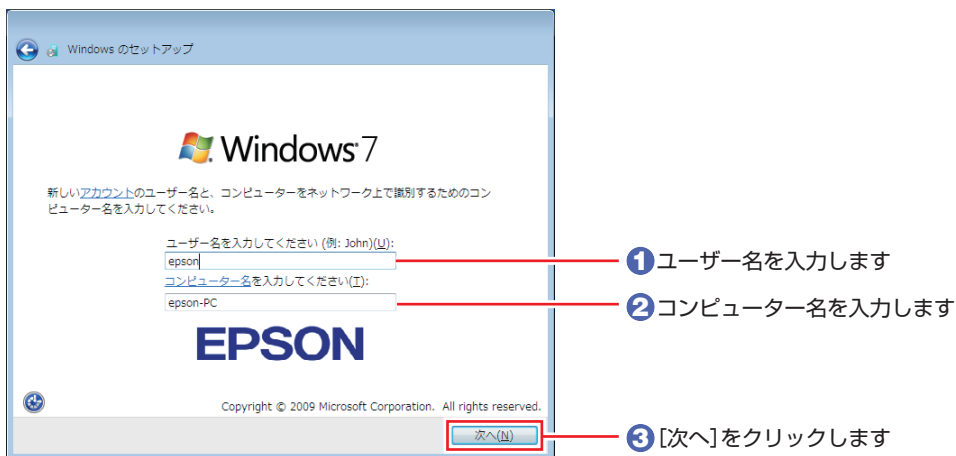 Windows のセットアップ
Windows 7
新しいアカウントのユーザー名と、コンピューターをネットワーク上で識別するためのコン
ピューター名を入力してください。
ユーザー名を入力してください (例: John)(U):
epson
コンピューター名を入力してください(T):
epson-PC
EPSON
Copyright © 2009 Microsoft Corporation. All rights reserved.
次へ(N)
1 ユーザー名を入力します
2 コンピューター名を入力します
3 [次へ]をクリックします